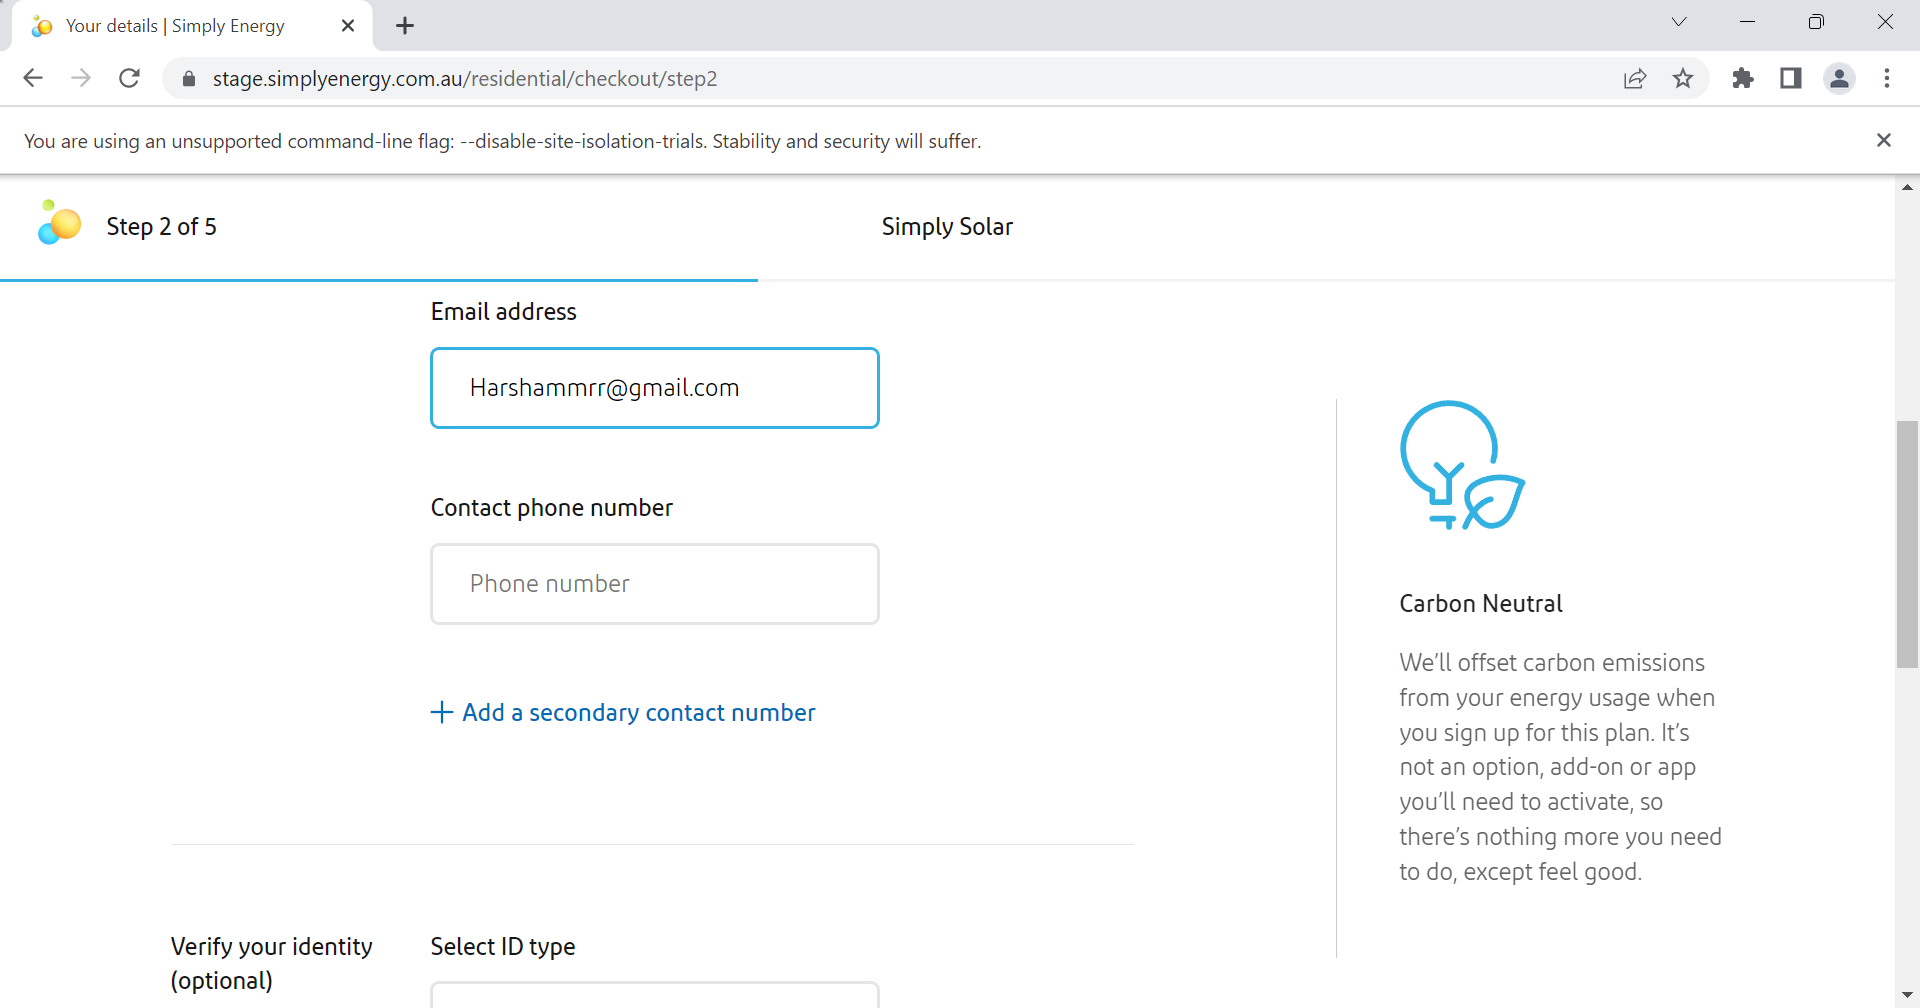 Your details | Simply Energy
stage.simplyenergy.com.au/residential/checkout/step2
You are using an unsupported command-line flag: --disable-site-isolation-trials. Stability and security will suffer.
Step 2 of 5
Simply Solar
Email address
Harshammrr@gmail.com
Contact phone number
Phone number
Add a secondary contact number
Verify your identity
(optional)
Select ID type
Carbon Neutral
We’ll offset carbon emissions
from your energy usage when
you sign up for this plan. It’s
not an option, add-on or app
you’ll need to activate, so
there’s nothing more you need
to do, except feel good.